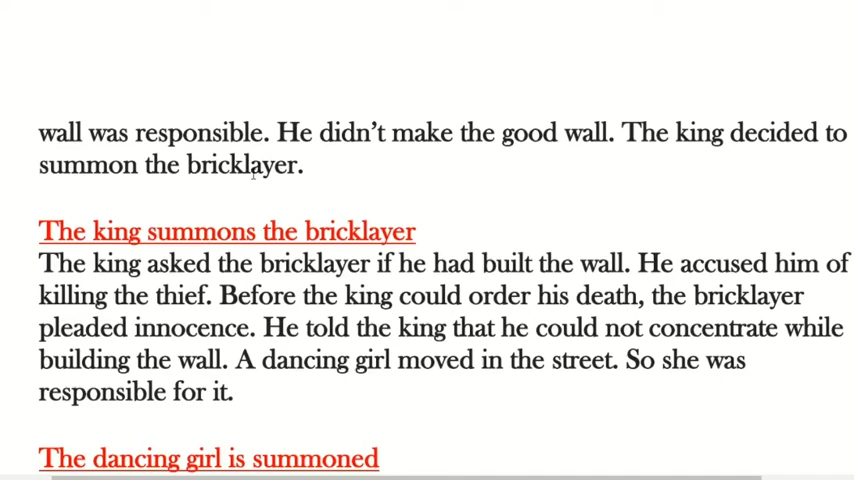 wall was responsible. He didn’t make the good wall. The king decided to
summon the bricklayer.
The king summons the bricklayer
The king asked the bricklayer if he had built the wall. He accused him of
killing the thief. Before the king could order his death, the bricklayer
pleaded innocence. He told the king that he could not concentrate while
building the wall. A dancing girl moved in the street. So she was
responsible for it.
The dancing girl is summoned